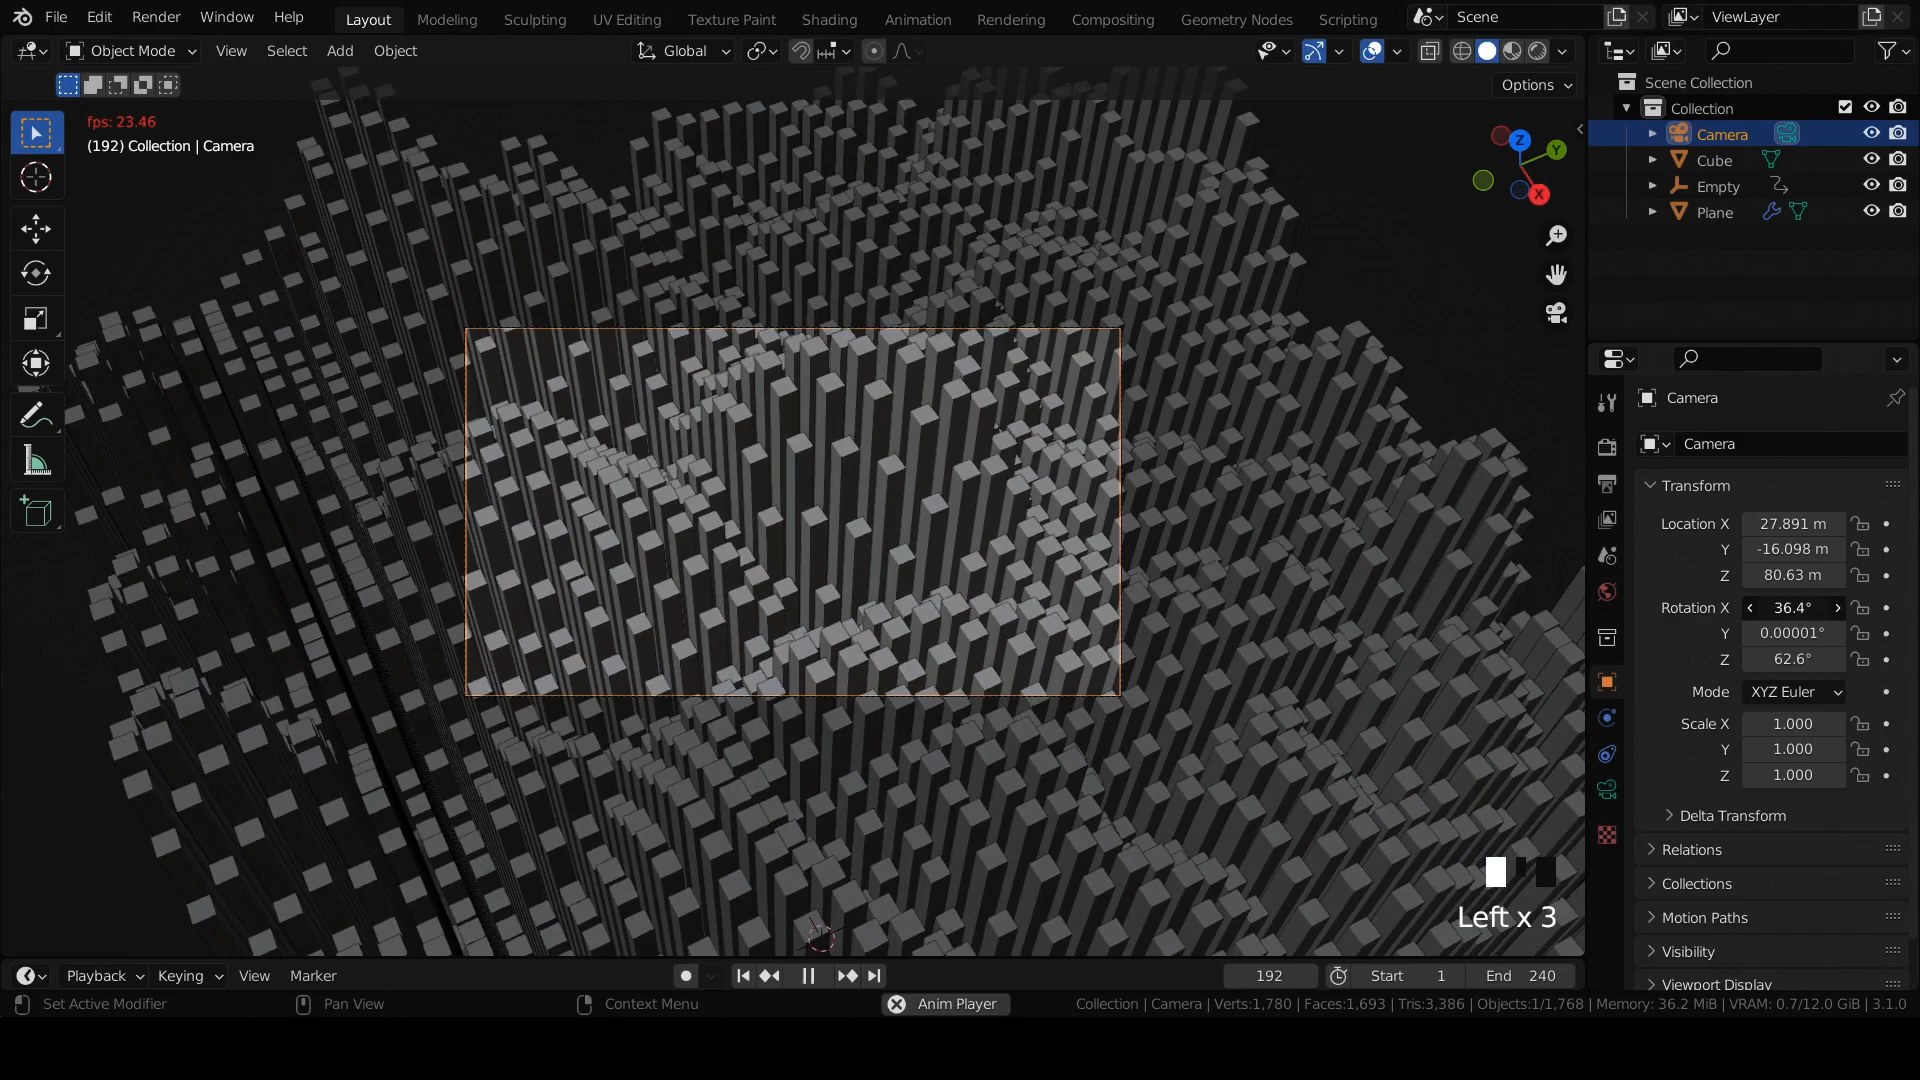 File Edit Render Window Help Layout Modeling Sculpting UV Editing Texture Paint Shading Animation Rendering Compositing Geometry Nodes Scripting Scene ViewLayer
Object Mode View Select Add Object Global
Options
fps: 23.46
(192) Collection | Camera
Z
Y
X
Scene Collection
Collection
Camera
Cube
Empty
Plane
Camera
Camera
Transform
Location X 27.891 m
Y -16.098 m
Z 80.63 m
Rotation X 36.4°
Y 0.00001°
Z 62.6°
Mode XYZ Euler
Scale X 1.000
Y 1.000
Z 1.000
Delta Transform
Relations
Collections
Motion Paths
Visibility
Viewport Display
Left x 3
Playback Keying View Marker 192 Start 1 End 240
Set Active Modifier Pan View Context Menu Anim Player Collection | Camera | Verts:1,780 | Faces:1,693 | Tris:3,386 | Objects:1/1,768 | Memory: 36.2 MiB | VRAM: 0.7/12.0 GiB | 3.1.0